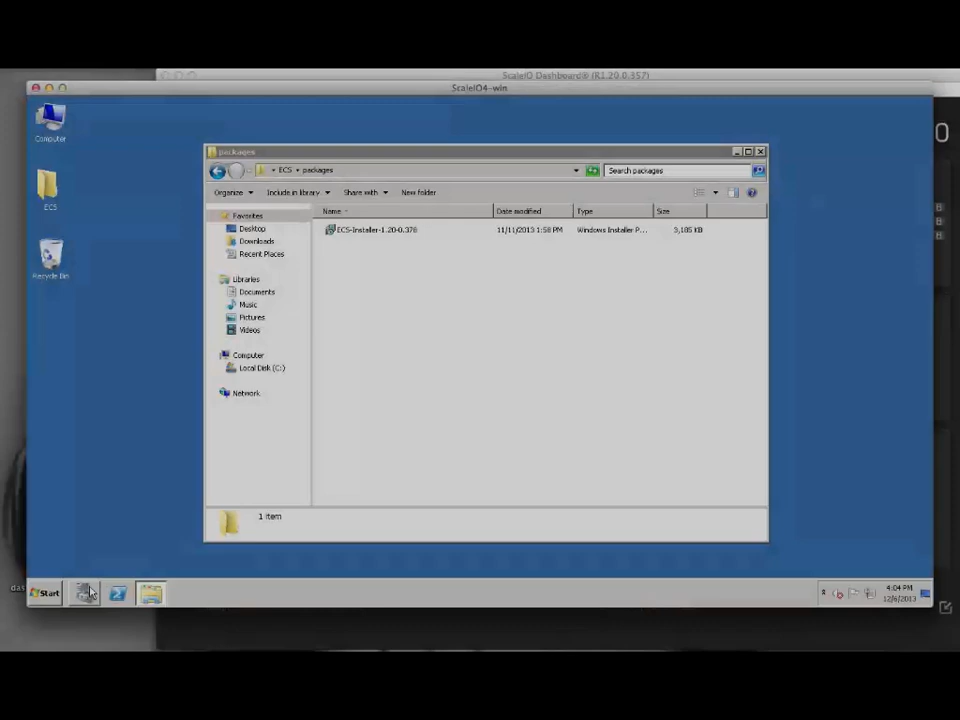 ScaleIO Dashboard® (R1.20.0.357)
ScaleIO4-win
Computer
ECS
Recycle Bin
packages
ECS packages
Search packages
Organize Include in library Share with New folder
Name Date modified Type Size
ECS-Installer-1.20-0.378 11/11/2013 1:58 PM Windows Installer P... 3,185 KB
Favorites
Desktop
Downloads
Recent Places
Libraries
Documents
Music
Pictures
Videos
Computer
Local Disk (C:)
Network
1 item
Start
4:04 PM
12/6/2013